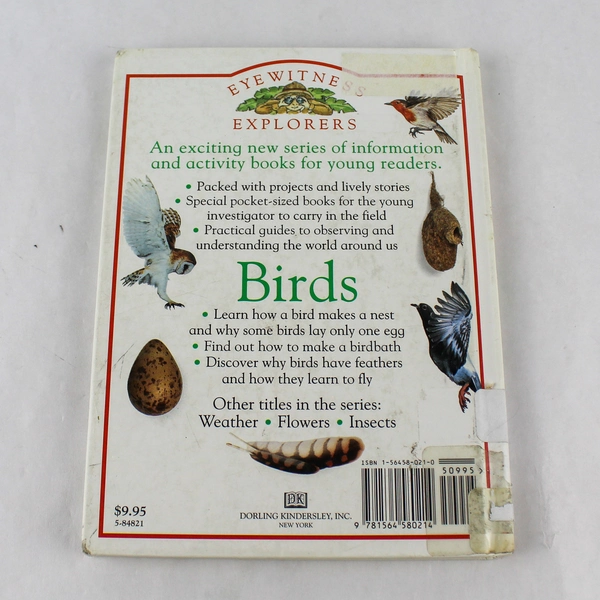 EYEWITNESS
EXPLORERS
An exciting new series of information
and activity books for young readers.
• Packed with projects and lively stories
• Special pocket-sized books for the young
investigator to carry in the field
• Practical guides to observing and
understanding the world around us
Birds
• Learn how a bird makes a nest
and why some birds lay only one egg
• Find out how to make a birdbath
• Discover why birds have feathers
and how they learn to fly
Other titles in the series:
Weather • Flowers • Insects
ISBN 1-56458-021-0
50995
9 781564 580214
DK
DORLING KINDERSLEY, INC.
NEW YORK
$9.95
5-84821